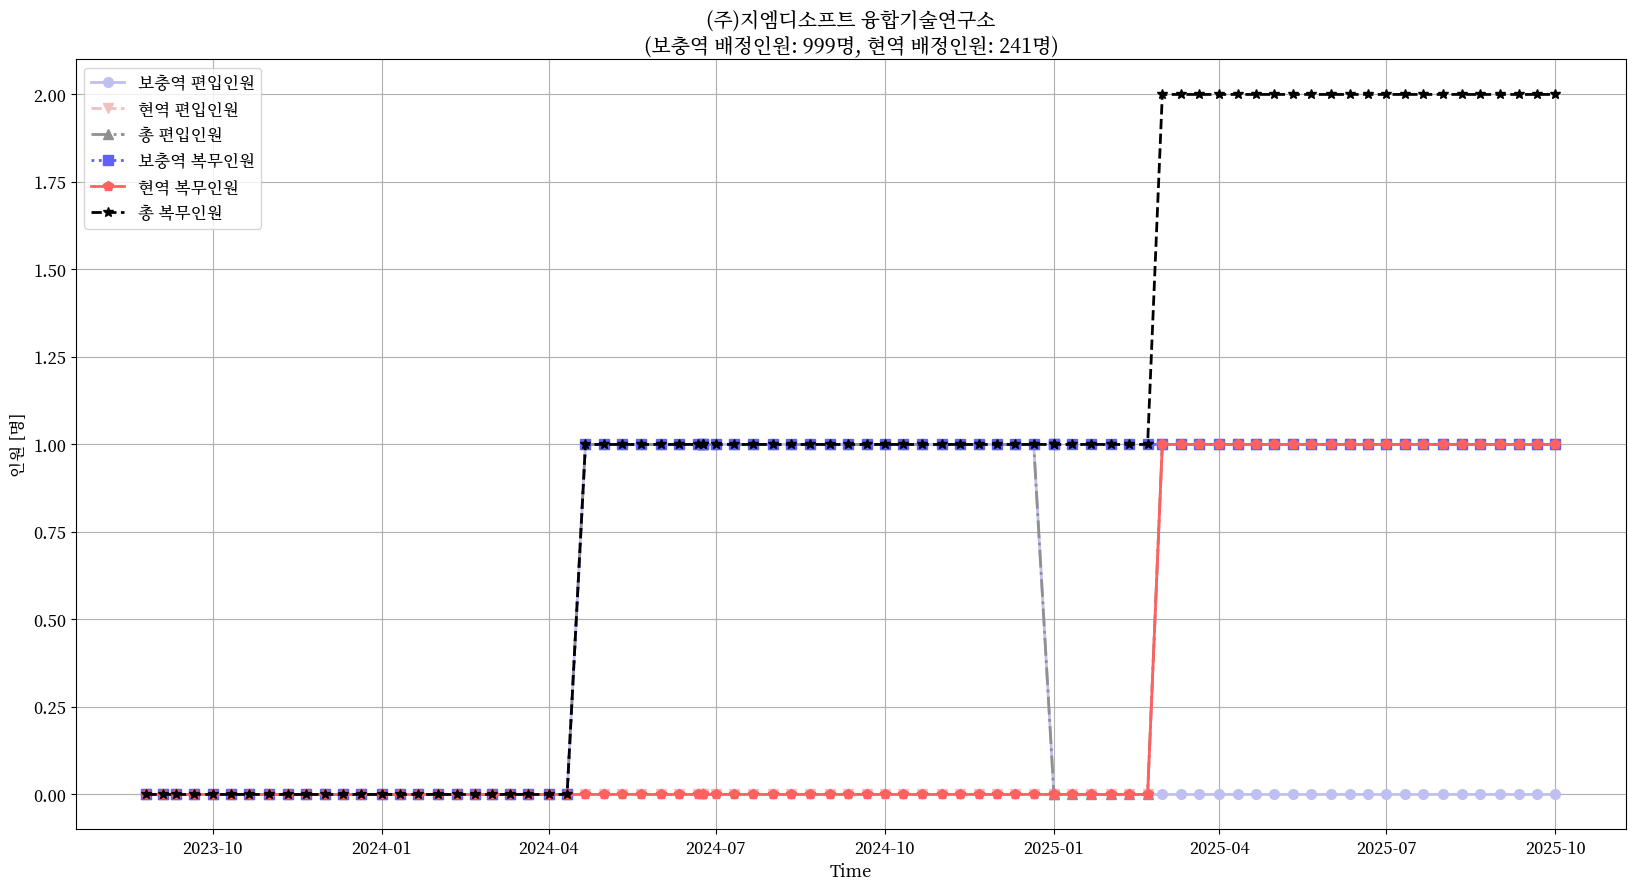 (주)지엠디소프트 융합기술연구소
(보충역 배정인원: 999명, 현역 배정인원: 241명)
보충역 편입인원
현역 편입인원
총 편입인원
보충역 복무인원
현역 복무인원
총 복무인원
2.00
1.75
1.50
1.25
1.00
0.75
0.50
0.25
0.00
인원 [명]
2023-10
2024-01
2024-04
2024-07
2024-10
2025-01
2025-04
2025-07
2025-10
Time